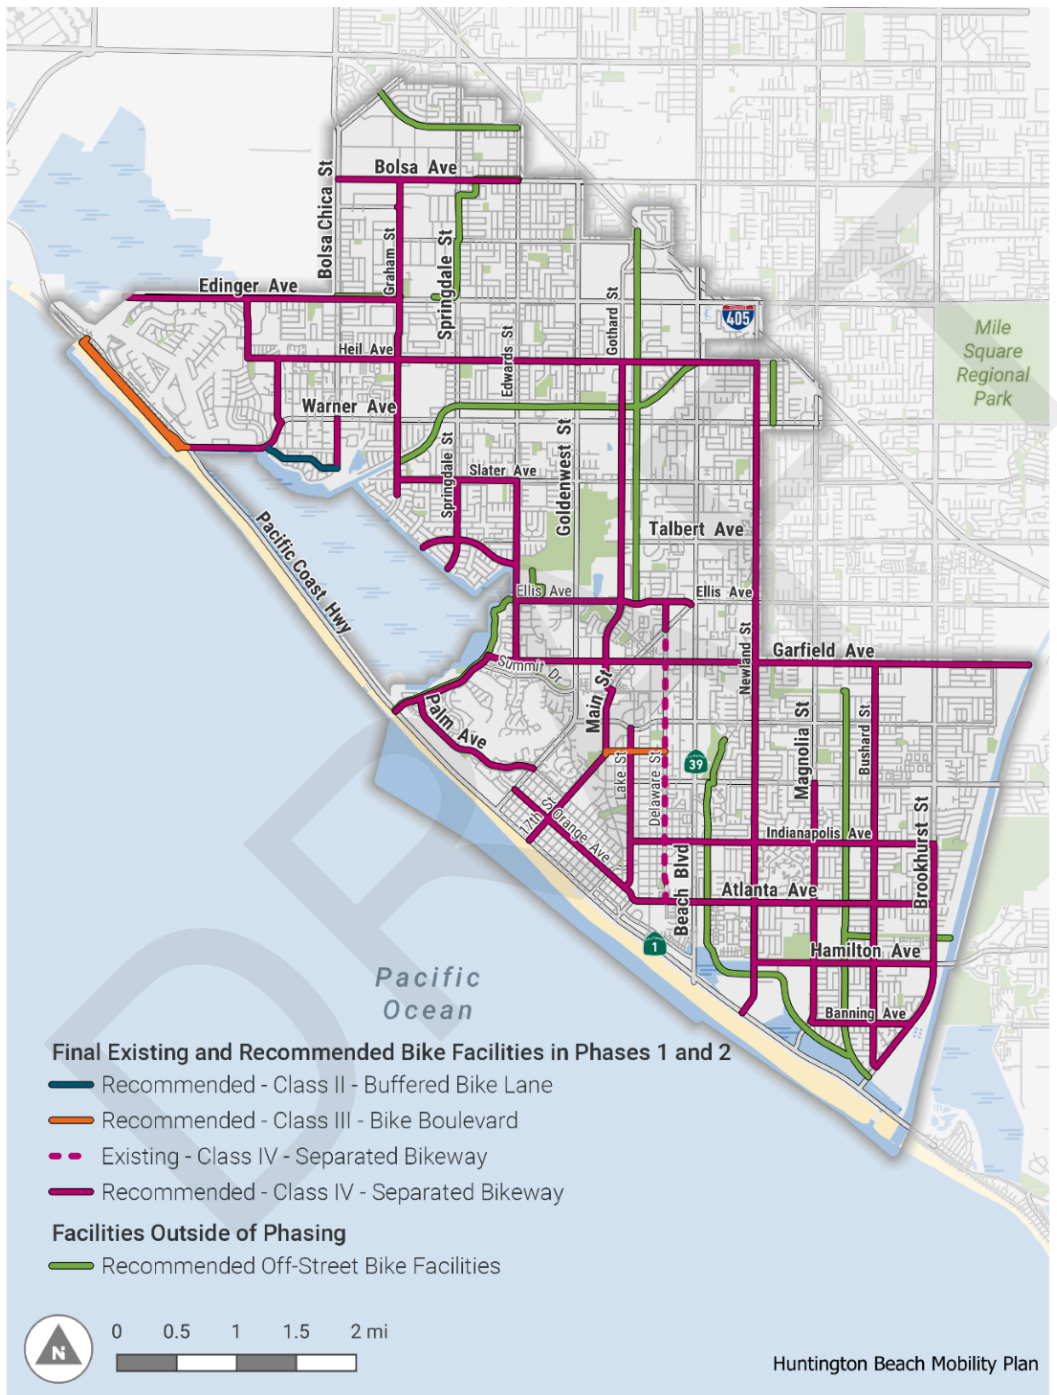 Bolsa Ave
Bolsa Chica St
Graham St
Springdale St
Edinger Ave
Gothard St
INTERSTATE
405
Mile
Square
Regional
Park
Heil Ave
Edwards St
Warner Ave
Springdale St
Slater Ave
Goldenwest St
Talbert Ave
Pacific Coast Hwy
Ellis Ave
Ellis Ave
Newland St
Garfield Ave
Summit Dr
Main St
Palm Ave
Magnolia St
Bushard St
39
Lake St
Delaware St
17th St
Orange Ave
Indianapolis Ave
Brookhurst St
Beach Blvd
Atlanta Ave
1
Hamilton Ave
Pacific
Ocean
Banning Ave
DRAFT
Final Existing and Recommended Bike Facilities in Phases 1 and 2
Recommended - Class II - Buffered Bike Lane
Recommended - Class III - Bike Boulevard
Existing - Class IV - Separated Bikeway
Recommended - Class IV - Separated Bikeway
Facilities Outside of Phasing
Recommended Off-Street Bike Facilities
N
0 0.5 1 1.5 2 mi
Huntington Beach Mobility Plan